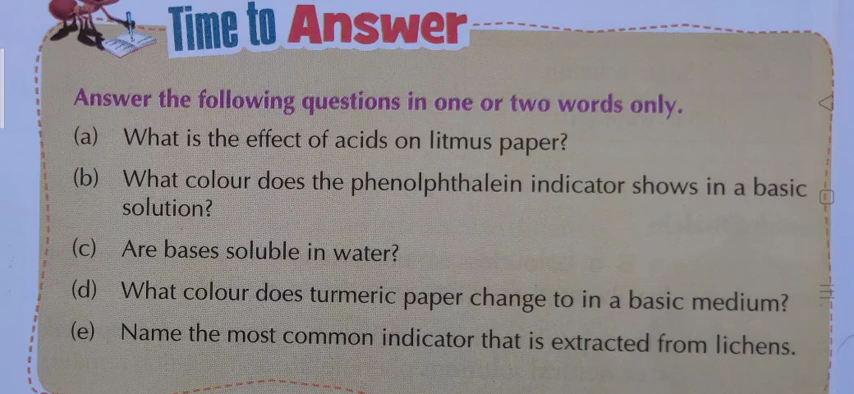 Time to Answer
Answer the following questions in one or two words only.
(a) What is the effect of acids on litmus paper?
(b) What colour does the phenolphthalein indicator shows in a basic
solution?
(c) Are bases soluble in water?
(d) What colour does turmeric paper change to in a basic medium?
(e) Name the most common indicator that is extracted from lichens.